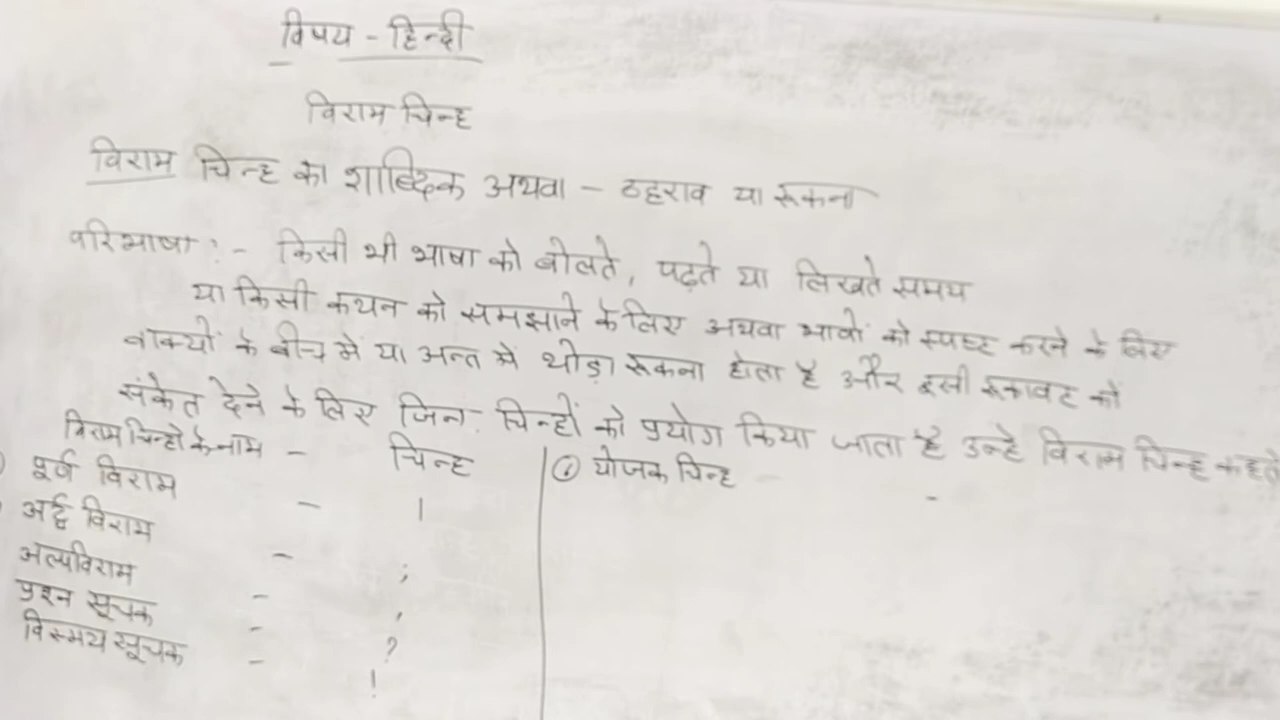 विषय - हिन्दी
विराम चिन्ह
विराम चिन्ह का शाब्दिक अथवा - ठहराव या रूकना
परिभाषा :- किसी भी भाषा को बोलते, पढ़ते या लिखते समय
या किसी कथन को समझाने के लिए अथवा भावों को स्पष्ट करने के लिए
वाक्यों के बीच में या अन्त में थोड़ा रूकना होता है और इसी रूकावट को
संकेत देने के लिए जिन चिन्हों को प्रयोग किया जाता है उन्हे विराम चिन्ह कहते
विराम चिन्हो के नाम - चिन्ह
पूर्व विराम - ।
अर्द्ध विराम - ;
अल्पविराम - ,
प्रश्न सूचक - ?
विस्मय सूचक - !
योजक चिन्ह -